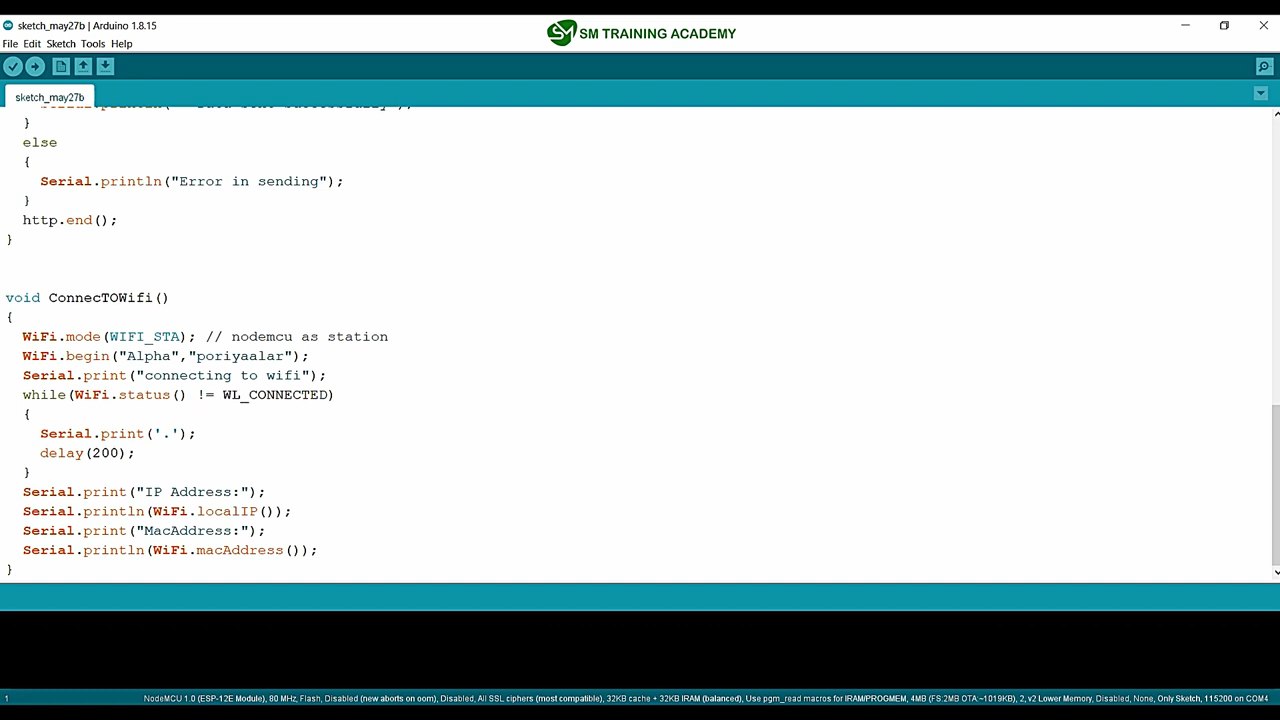 sketch_may27b | Arduino 1.8.15
SM TRAINING ACADEMY
File Edit Sketch Tools Help
sketch_may27b
}
else
{
Serial.println("Error in sending");
}
http.end();
}
void ConnecTOWifi()
{
WiFi.mode(WIFI_STA); // nodemcu as station
WiFi.begin("Alpha","poriyaalar");
Serial.print("connecting to wifi");
while(WiFi.status() != WL_CONNECTED)
{
Serial.print('.');
delay(200);
}
Serial.print("IP Address:");
Serial.println(WiFi.localIP());
Serial.print("MacAddress:");
Serial.println(WiFi.macAddress());
}
1 NodeMCU 1.0 (ESP-12E Module), 80 MHz, Flash, Disabled (new aborts on oom), Disabled, All SSL ciphers (most compatible), 32KB cache + 32KB IRAM (balanced), Use pgm_read macros for IRAM/PROGMEM, 4MB (FS:2MB OTA:~1019KB), 2, v2 Lower Memory, Disabled, None, Only Sketch, 115200 on COM4